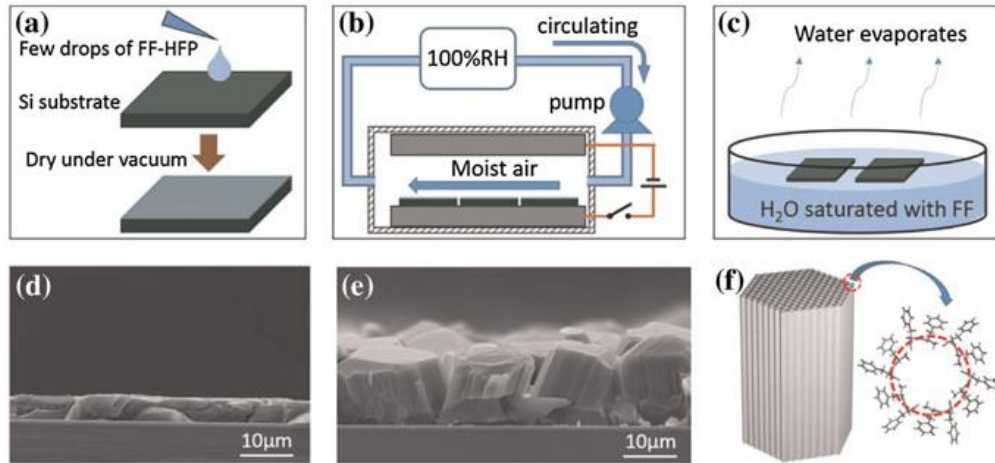 (a)
Few drops of FF-HFP
Si substrate
Dry under vacuum
(b)
circulating
100%RH
pump
Moist air
(c)
Water evaporates
H₂O saturated with FF
(d)
10μm
(e)
10μm
(f)